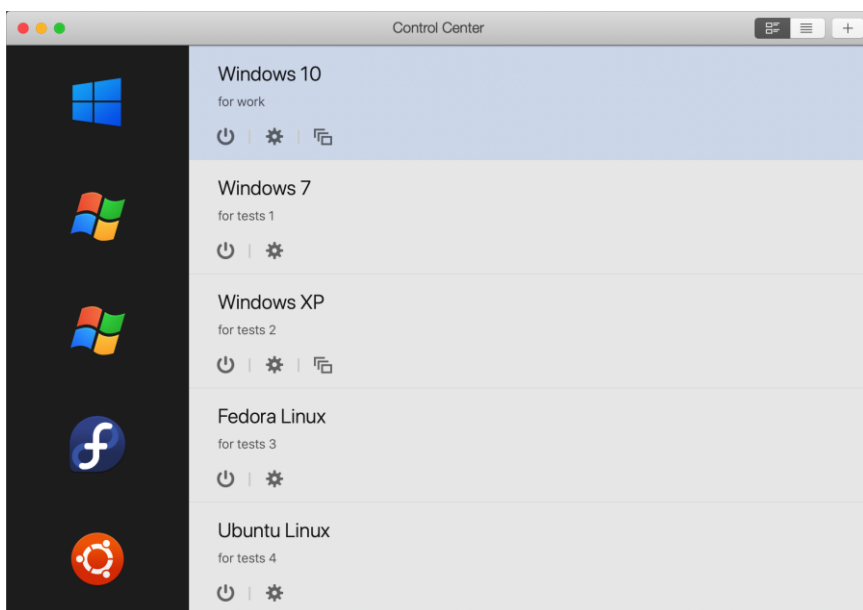 Control Center
Windows 10
for work
Windows 7
for tests 1
Windows XP
for tests 2
Fedora Linux
for tests 3
Ubuntu Linux
for tests 4